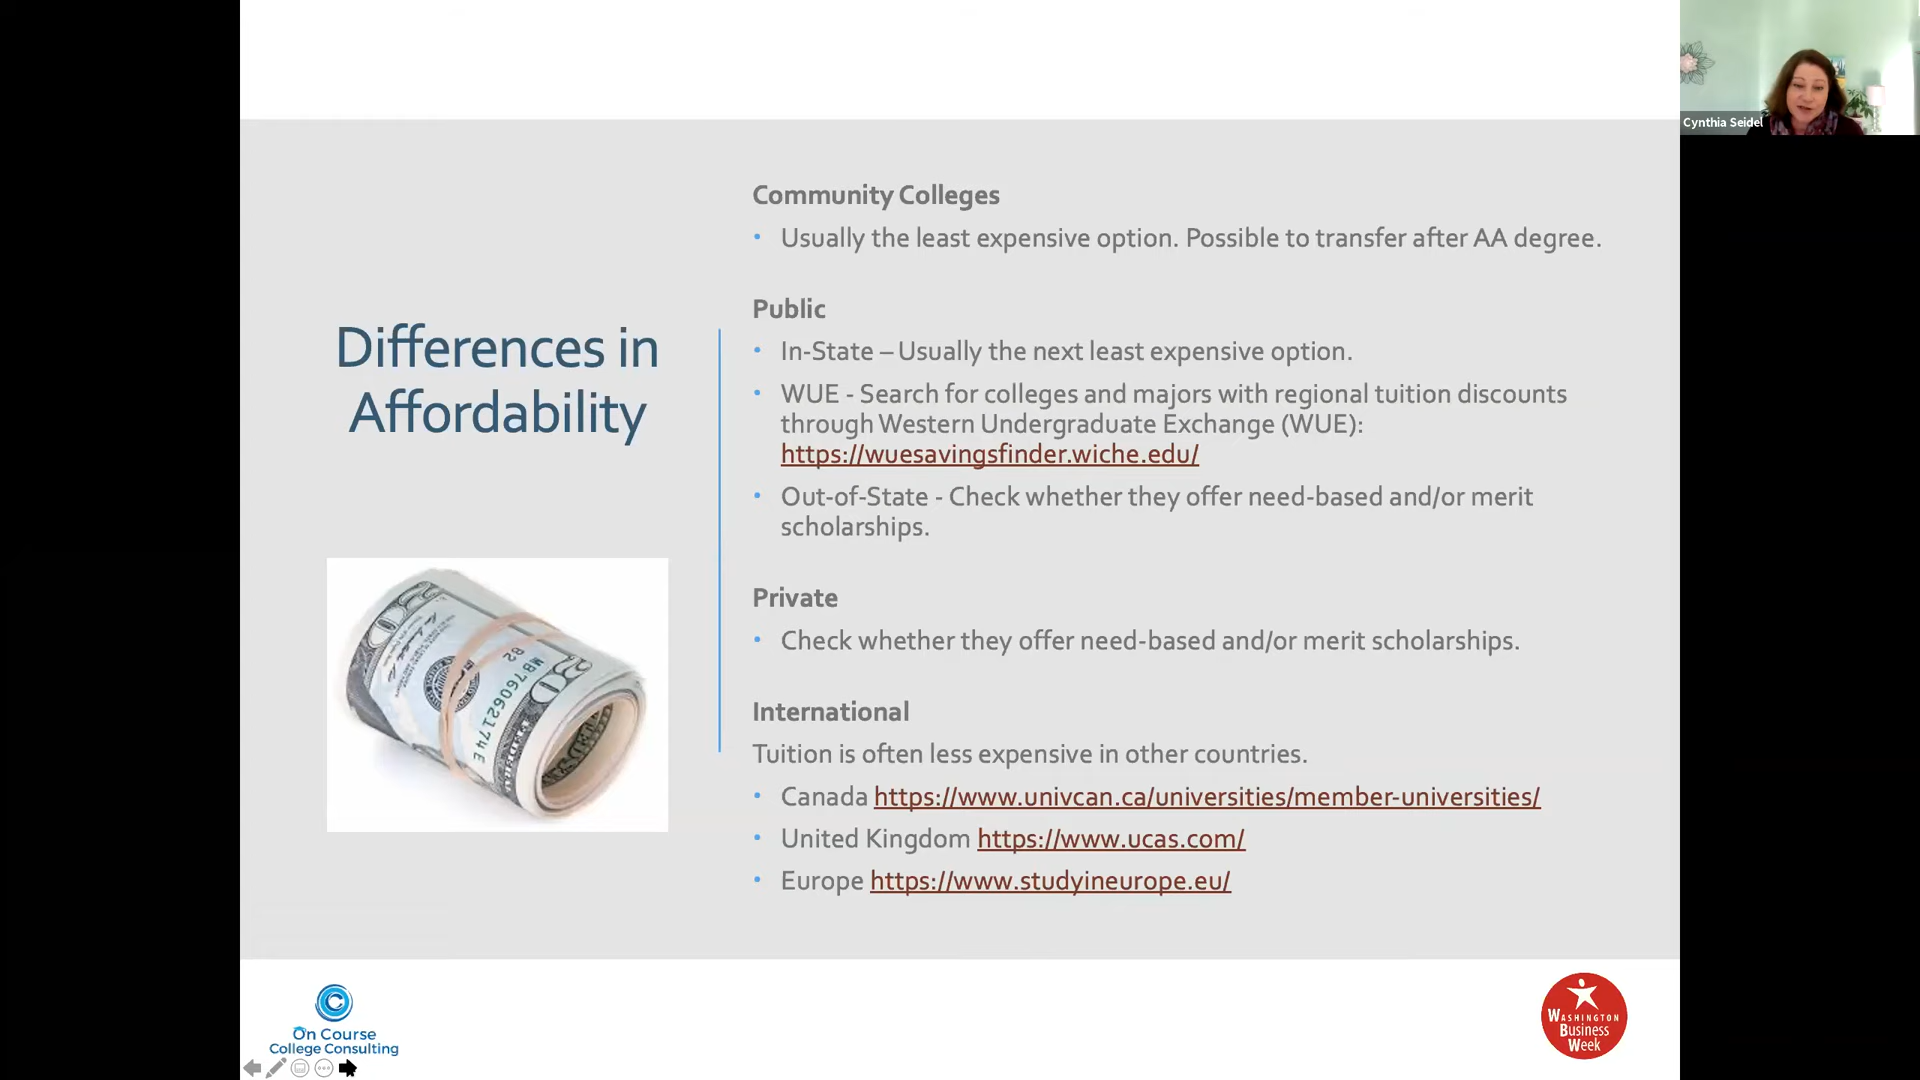 Cynthia Seidel
Differences in
Affordability
Community Colleges
• Usually the least expensive option. Possible to transfer after AA degree.
Public
• In-State – Usually the next least expensive option.
• WUE - Search for colleges and majors with regional tuition discounts
through Western Undergraduate Exchange (WUE):
https://wuesavingsfinder.wiche.edu/
• Out-of-State - Check whether they offer need-based and/or merit
scholarships.
Private
• Check whether they offer need-based and/or merit scholarships.
International
Tuition is often less expensive in other countries.
• Canada https://www.univcan.ca/universities/member-universities/
• United Kingdom https://www.ucas.com/
• Europe https://www.studyineurope.eu/
B2
MB76062174E
20
C
On Course
College Consulting
WASHINGTON
BUSINESS
WEEK